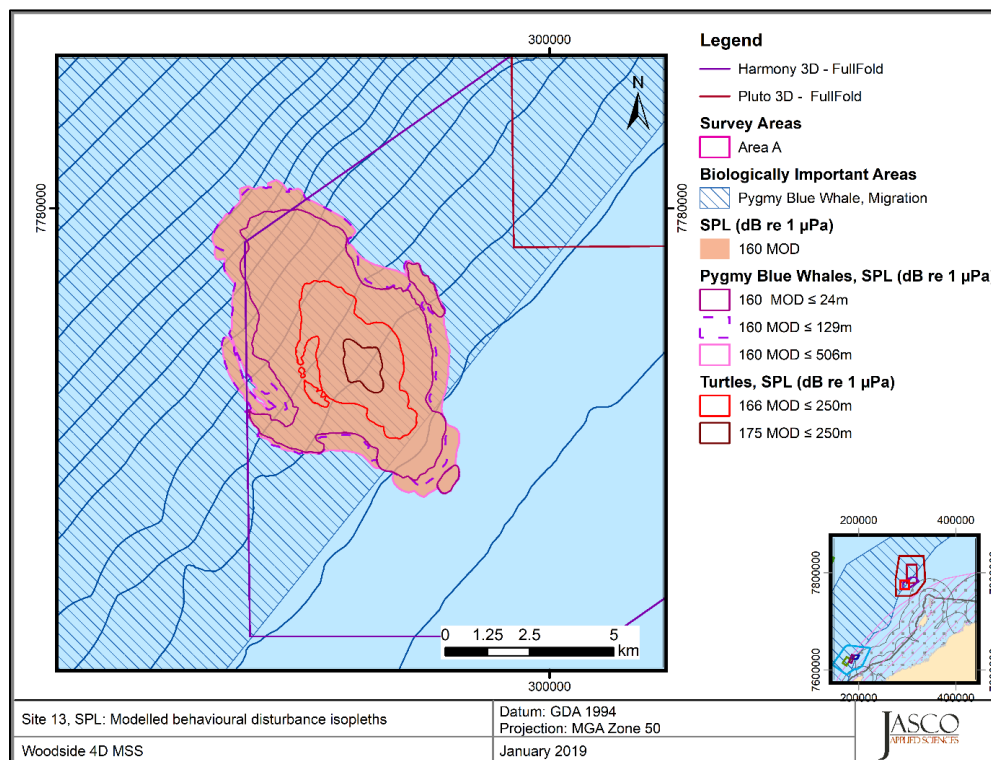 300000
N
7780000
7780000
0 1.25 2.5 5
km
300000
Legend
Harmony 3D - FullFold
Pluto 3D - FullFold
Survey Areas
Area A
Biologically Important Areas
Pygmy Blue Whale, Migration
SPL (dB re 1 µPa)
160 MOD
Pygmy Blue Whales, SPL (dB re 1 µPa
160 MOD ≤ 24m
160 MOD ≤ 129m
160 MOD ≤ 506m
Turtles, SPL (dB re 1 µPa)
166 MOD ≤ 250m
175 MOD ≤ 250m
200000 400000
7800000
7600000
200000 400000
Site 13, SPL: Modelled behavioural disturbance isopleths
Datum: GDA 1994
Projection: MGA Zone 50
Woodside 4D MSS
January 2019
JASCO
APPLIED SCIENCES